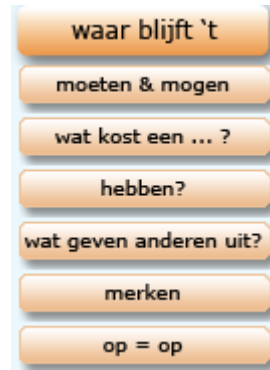 waar blijft ‘t
moeten & mogen
wat kost een ... ?
hebben?
wat geven anderen uit?
merken
op = op